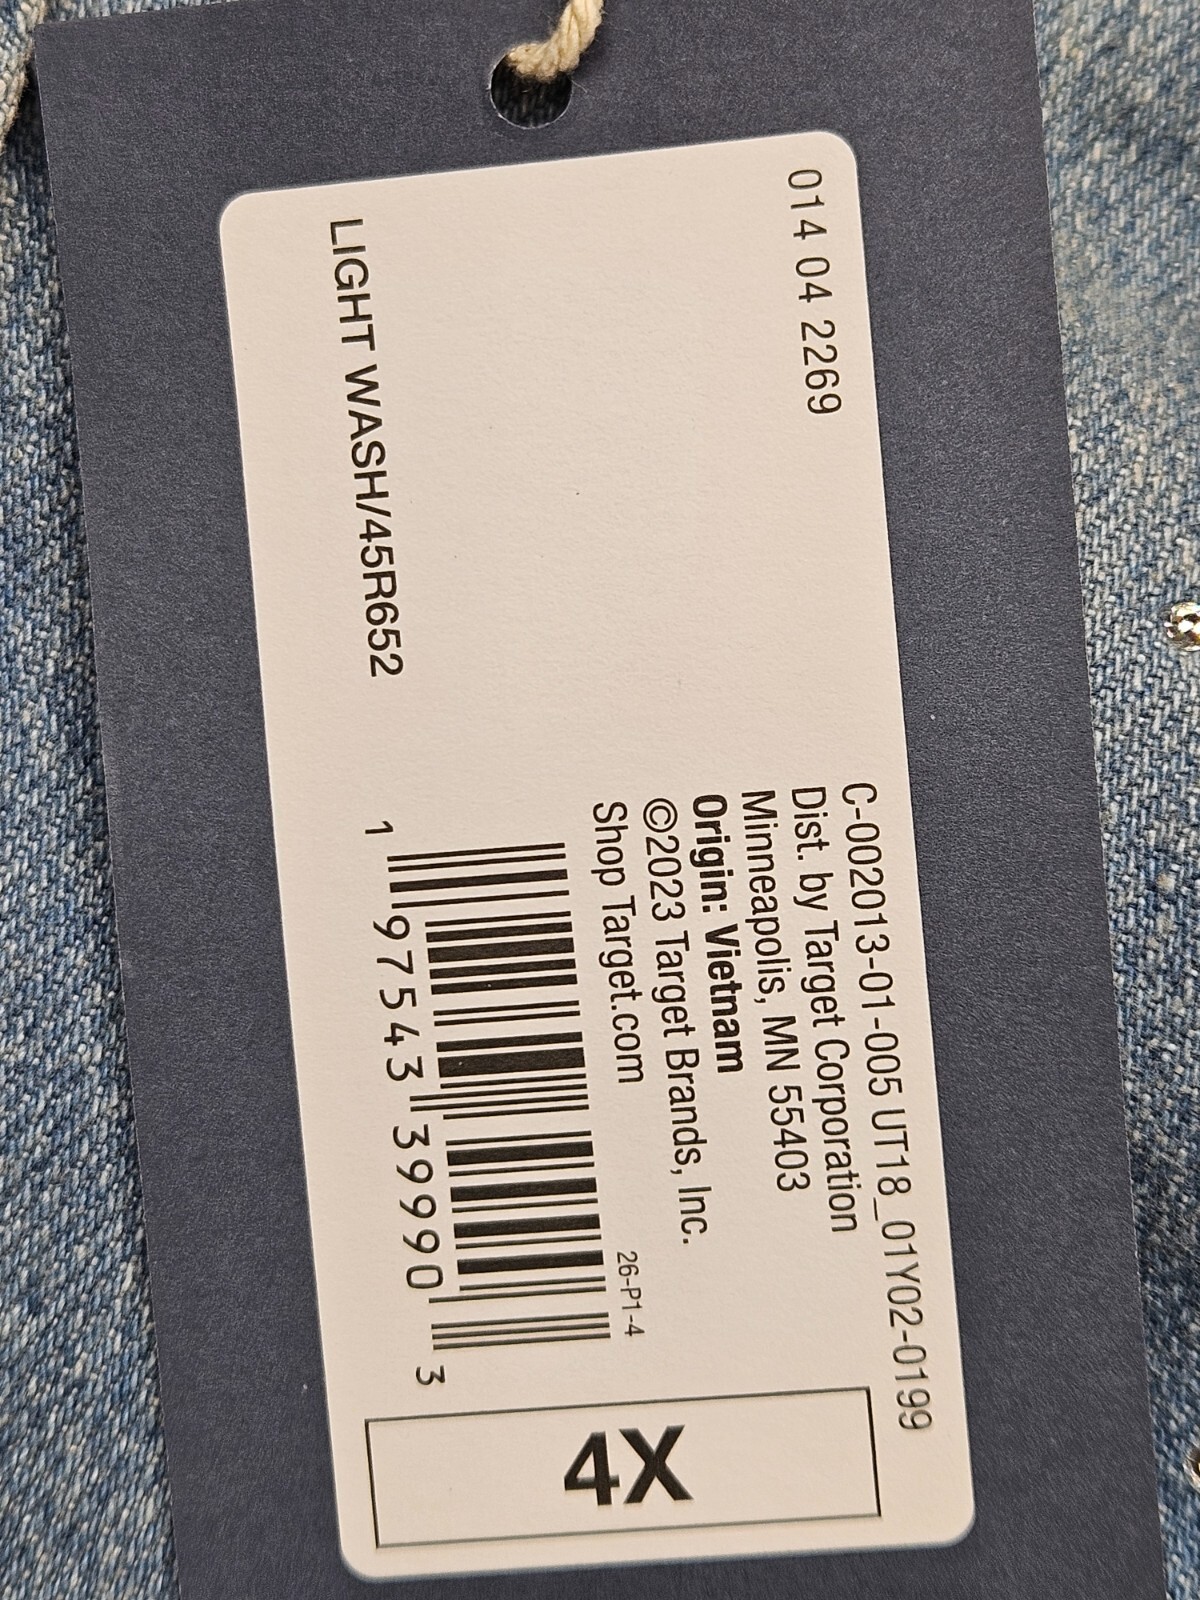 014 04 2269
C-002013-01-005 UT18_01Y02-0199
Dist. by Target Corporation
Minneapolis, MN 55403
Origin: Vietnam
©2023 Target Brands, Inc.
Shop Target.com
26-P1-4
1 97543 39990 3
LIGHT WASH/45R652
4X